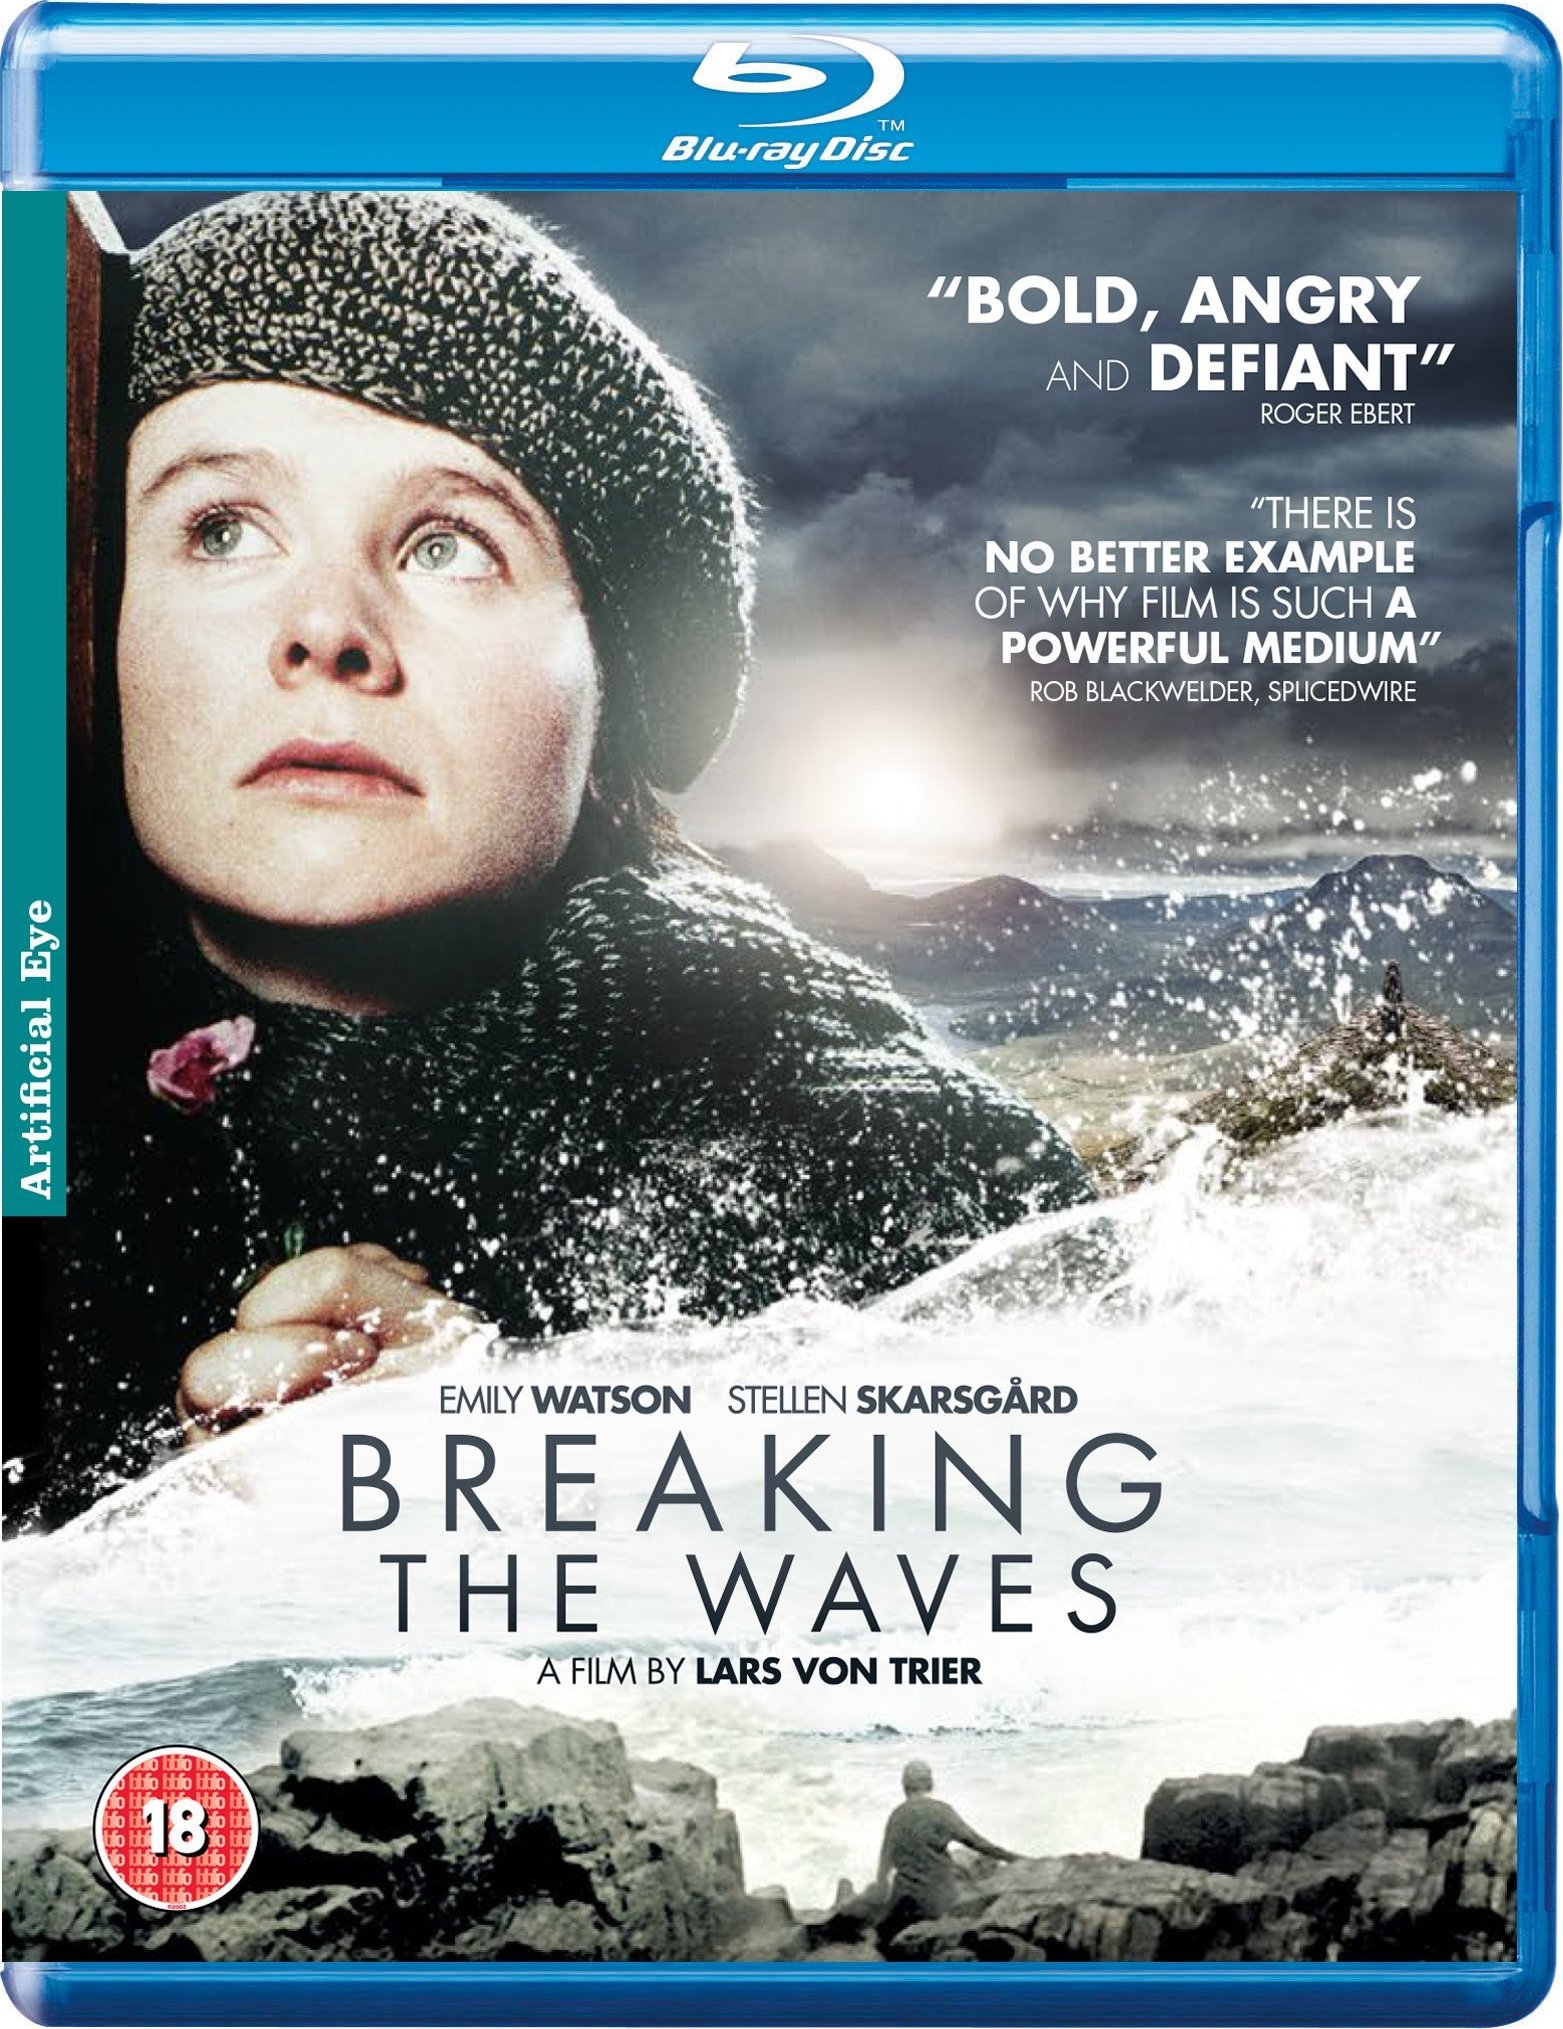 Blu-ray Disc
TM
Artificial Eye
“BOLD, ANGRY
AND DEFIANT”
ROGER EBERT
“THERE IS
NO BETTER EXAMPLE
OF WHY FILM IS SUCH A
POWERFUL MEDIUM”
ROB BLACKWELDER, SPLICEDWIRE
EMILY WATSON STELLEN SKARSGÅRD
BREAKING
THE WAVES
A FILM BY LARS VON TRIER
18